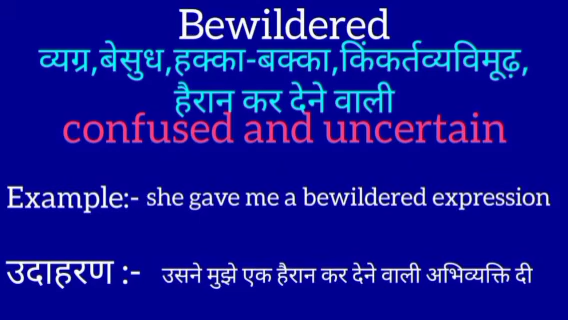 Bewildered
व्यग्र,बेसुध,हक्का-बक्का,किंकर्तव्यविमूढ़,
हैरान कर देने वाली
confused and uncertain
Example:- she gave me a bewildered expression
उदाहरण :- उसने मुझे एक हैरान कर देने वाली अभिव्यक्ति दी